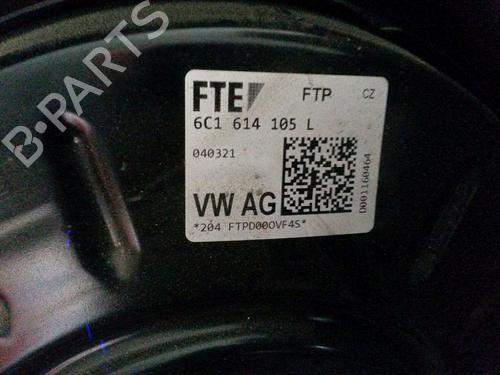 B-PARTS
FTE FTP CZ
6C1 614 105 L
040321
VW AG
D001160464
*204 FTPD000VF4S*